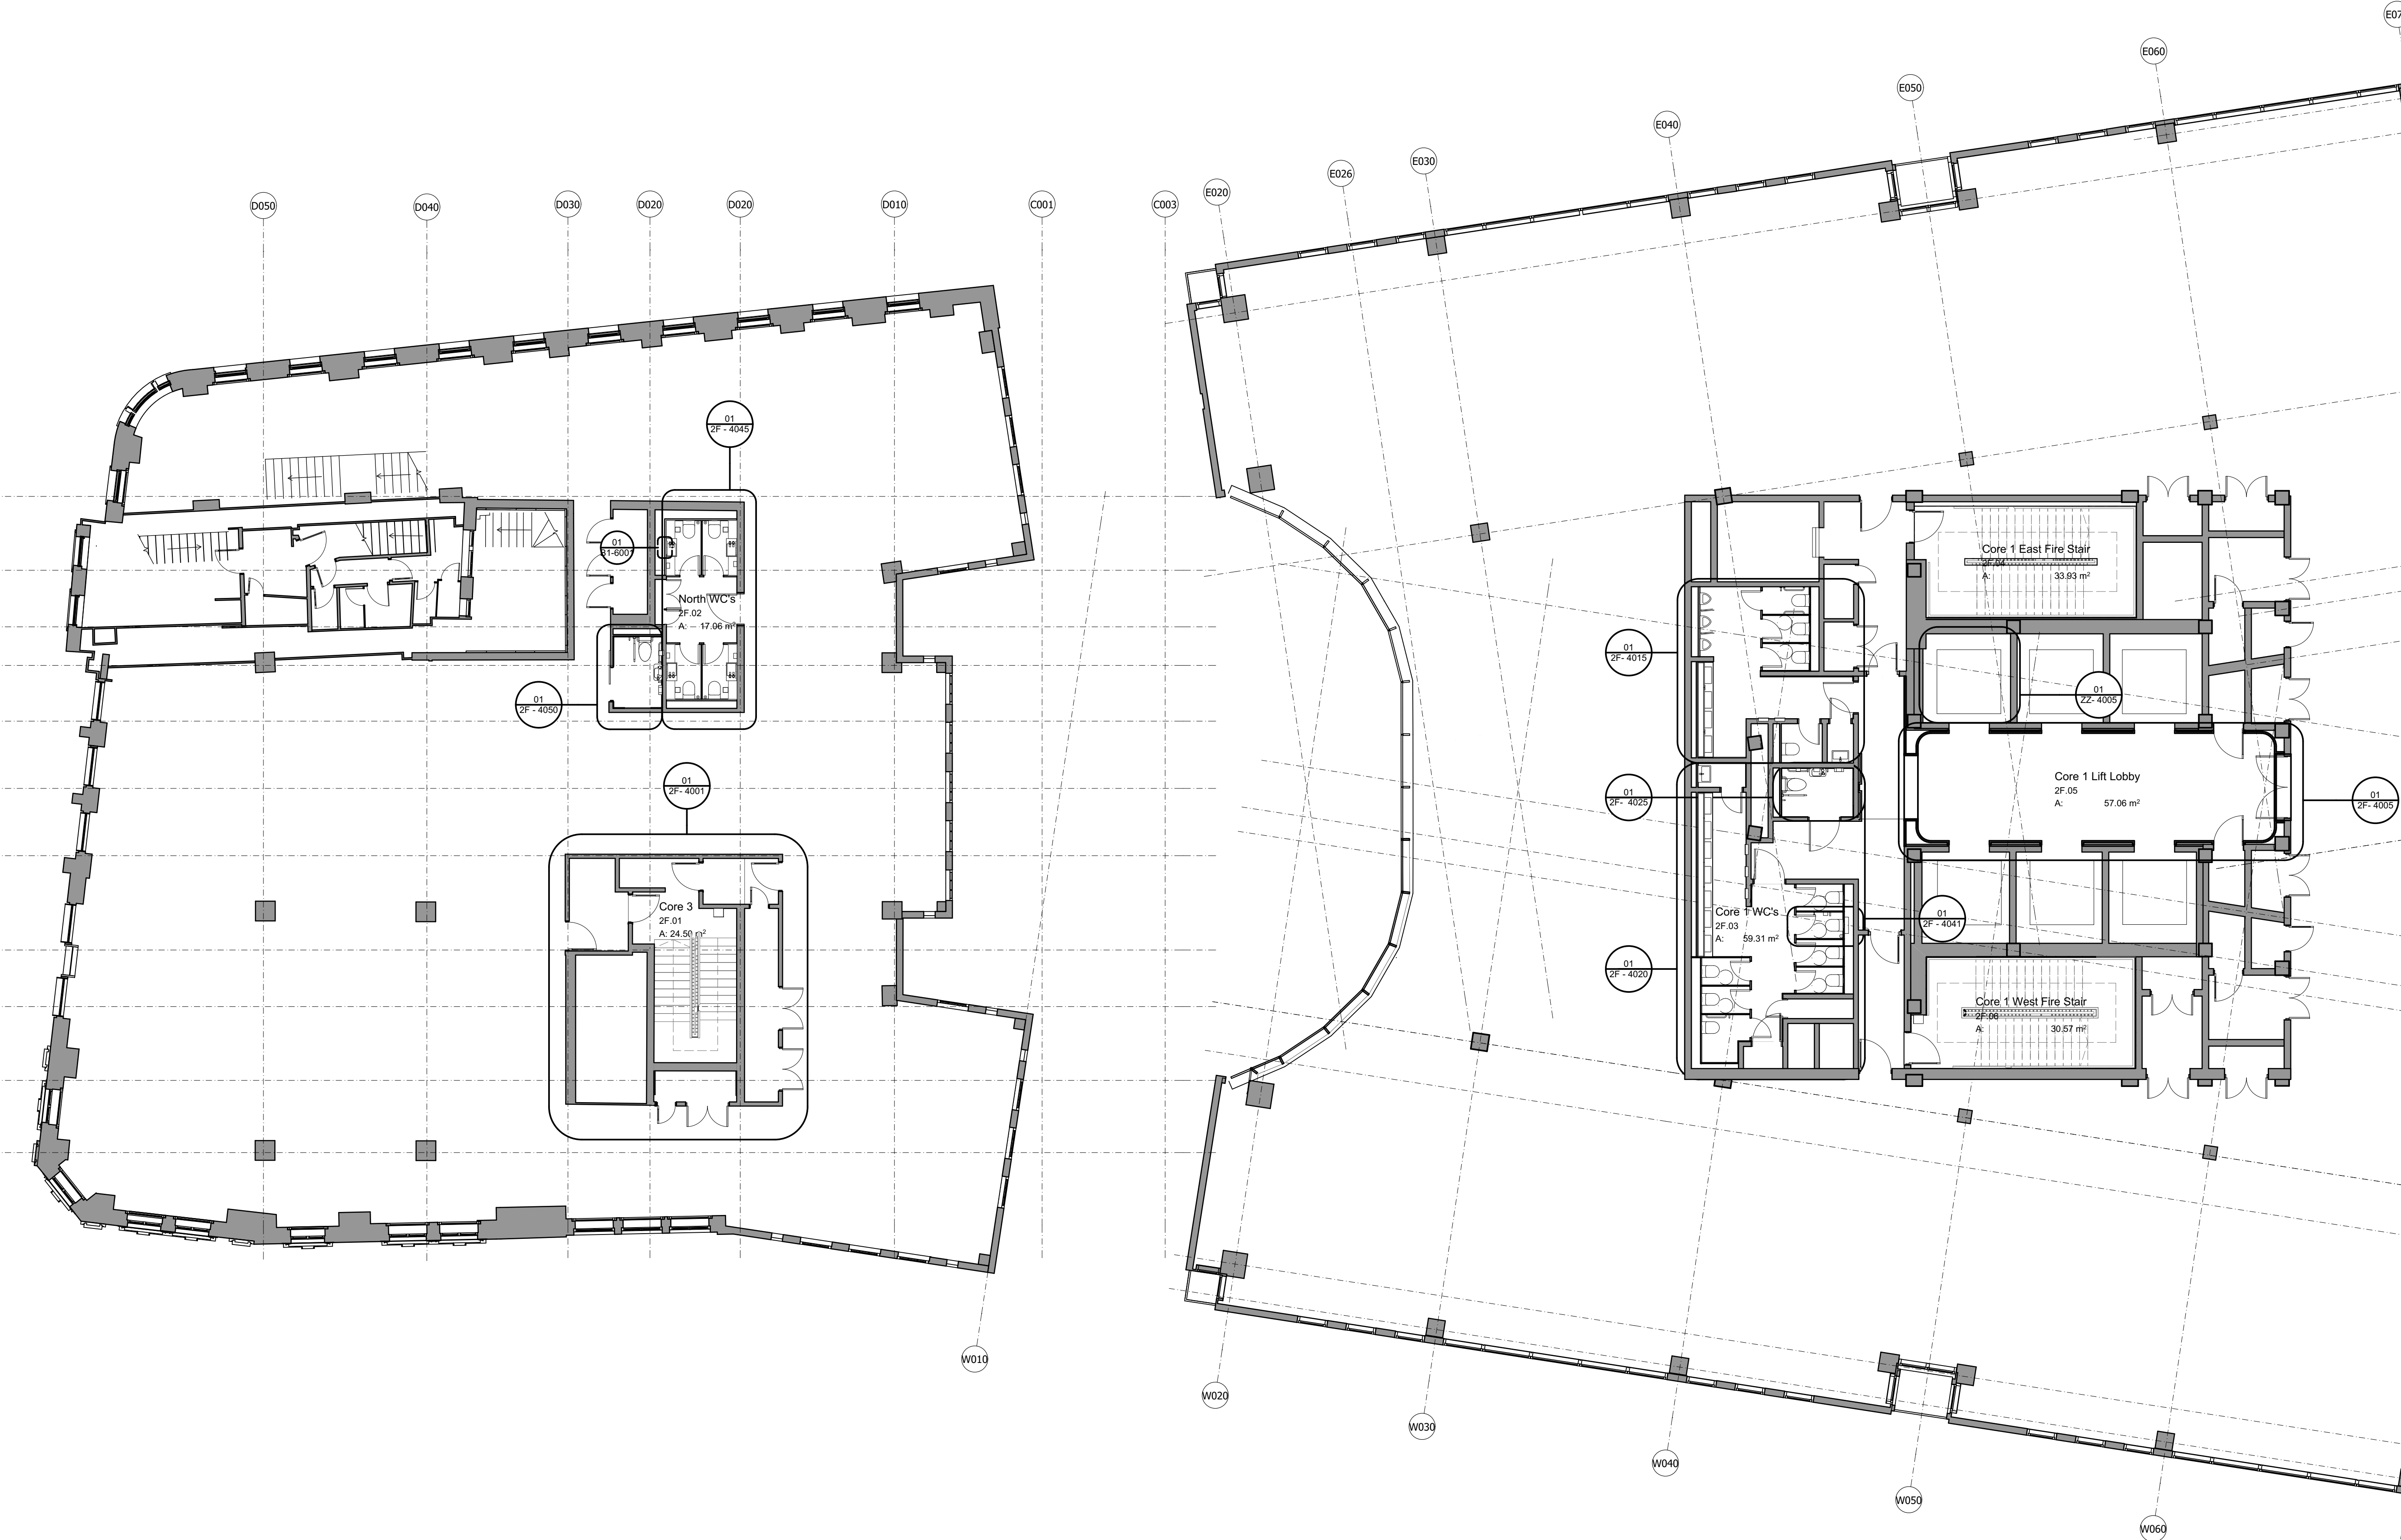 E060
E050
E040
E030
E026
E020
D050
D040
D030
D020
D020
D010
C001
C003
01
2F - 4045
01
B1-6001
North WC's
2F.02
A: 17.06 m²
01
2F - 4050
01
2F- 4001
Core 3
2F.01
A: 24.50 m²
Core 1 East Fire Stair
2F.04
A: 33.93 m²
01
2F- 4015
01
ZZ- 4005
01
2F- 4025
Core 1 Lift Lobby
2F.05
A: 57.06 m²
01
2F- 4005
Core 1 WC's
2F.03
A: 59.31 m²
01
2F - 4041
01
2F - 4020
Core 1 West Fire Stair
2F.06
A: 30.57 m²
W010
W020
W030
W040
W050
W060